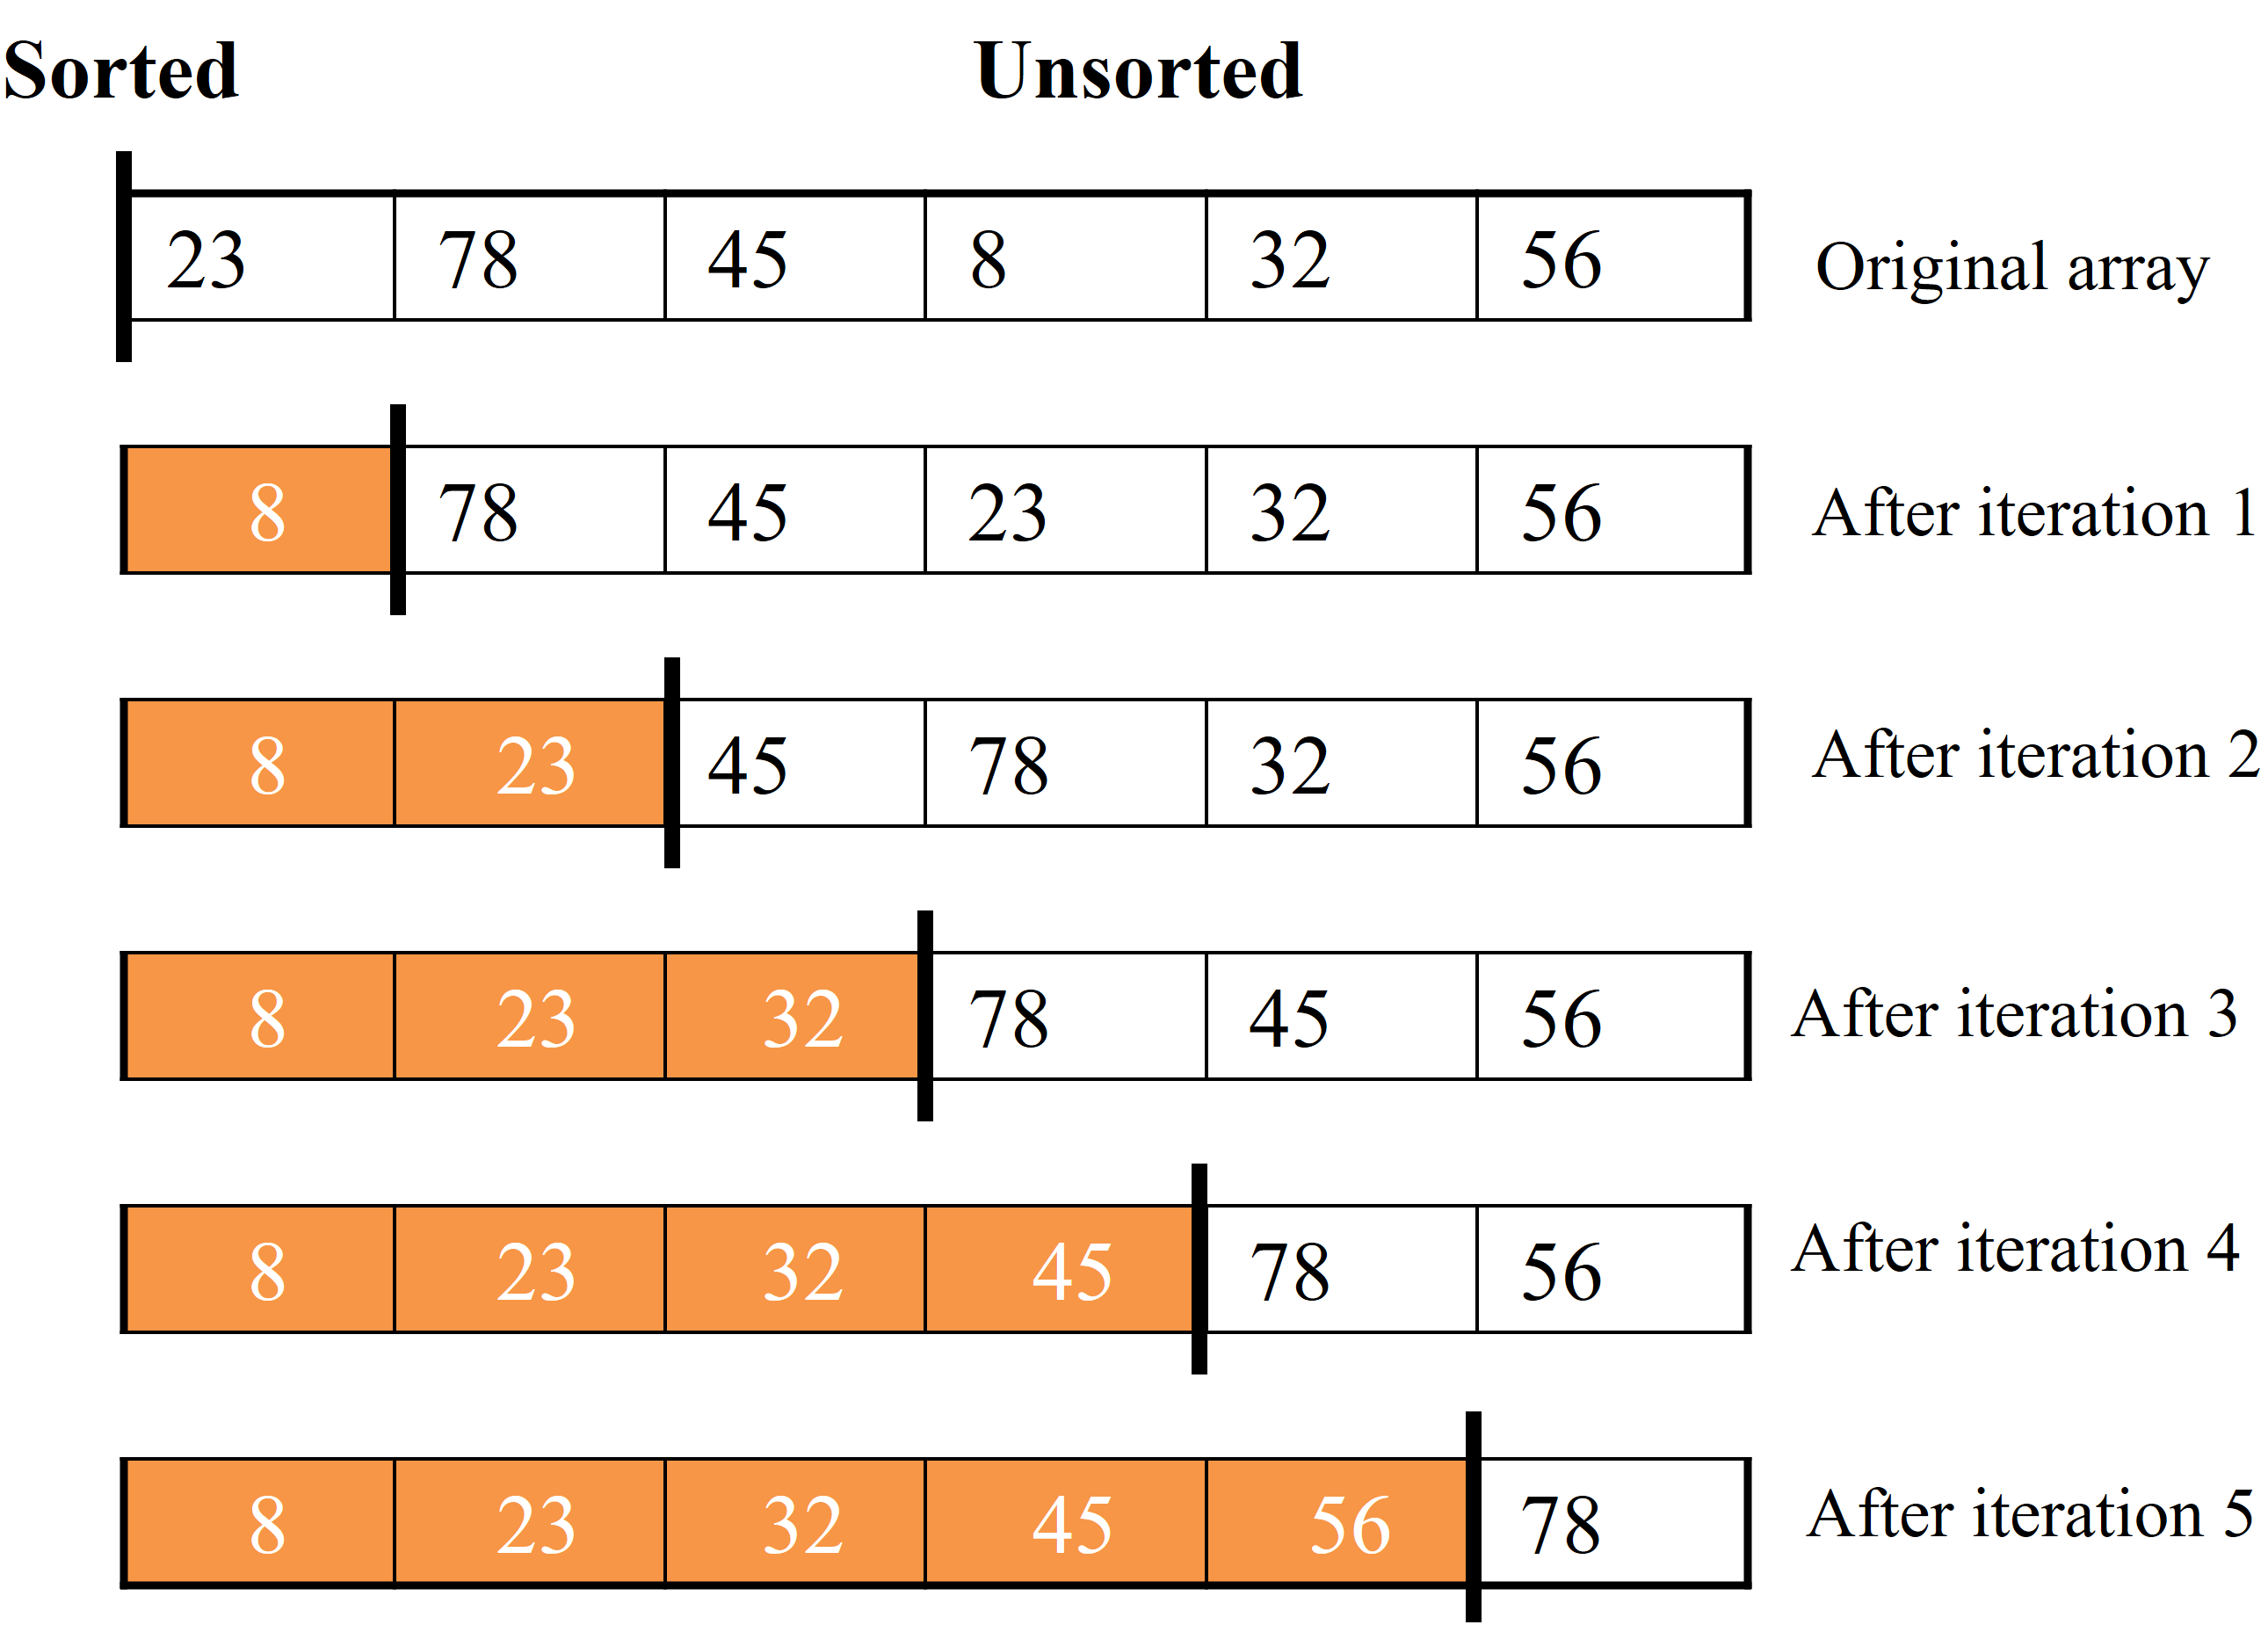 Sorted Unsorted
23 78 45 8 32 56 Original array
8 78 45 23 32 56 After iteration 1
8 23 45 78 32 56 After iteration 2
8 23 32 78 45 56 After iteration 3
8 23 32 45 78 56 After iteration 4
8 23 32 45 56 78 After iteration 5